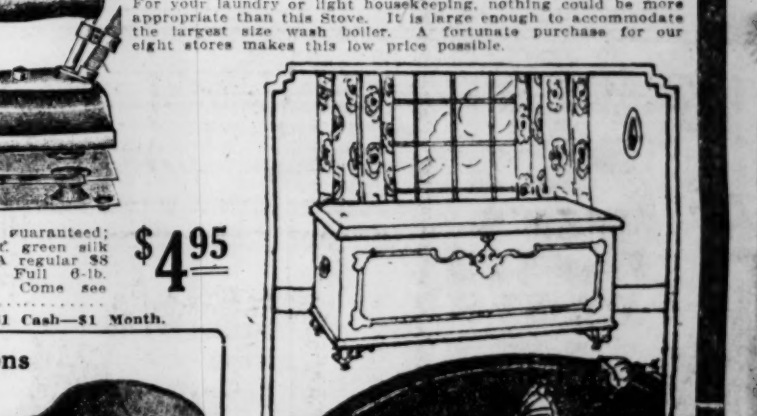 For your laundry or light housekeeping, nothing could be more
appropriate than this Stove. It is large enough to accommodate
the largest size wash boiler. A fortunate purchase for our
eight stores makes this low price possible.
guaranteed;
green silk
A regular $8
Full 6-lb.
Come see
$4.95
$1 Cash—$1 Month.
ns